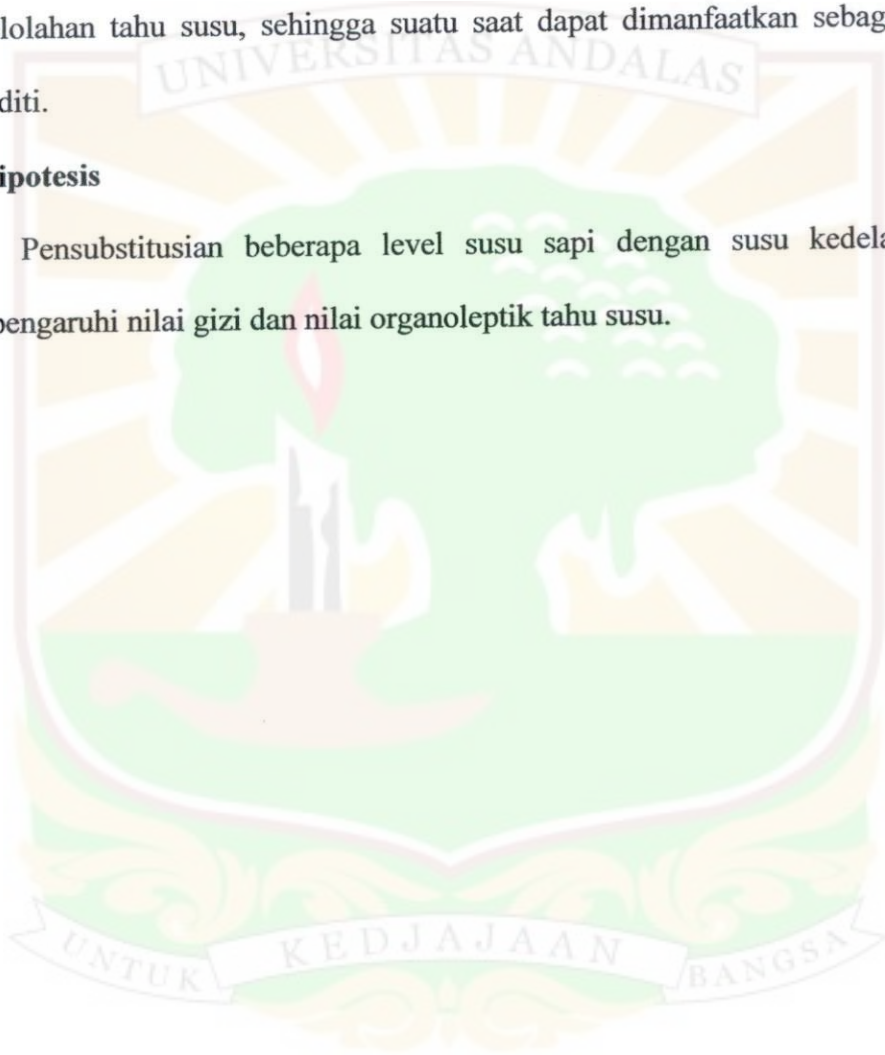 lolahan tahu susu, sehingga suatu saat dapat dimanfaatkan sebag
UNIVERSITAS ANDALAS
diti.
ipotesis
Pensubstitusian beberapa level susu sapi dengan susu kedela
pengaruhi nilai gizi dan nilai organoleptik tahu susu.
UNTUK KEDJAJAAN BANGSA